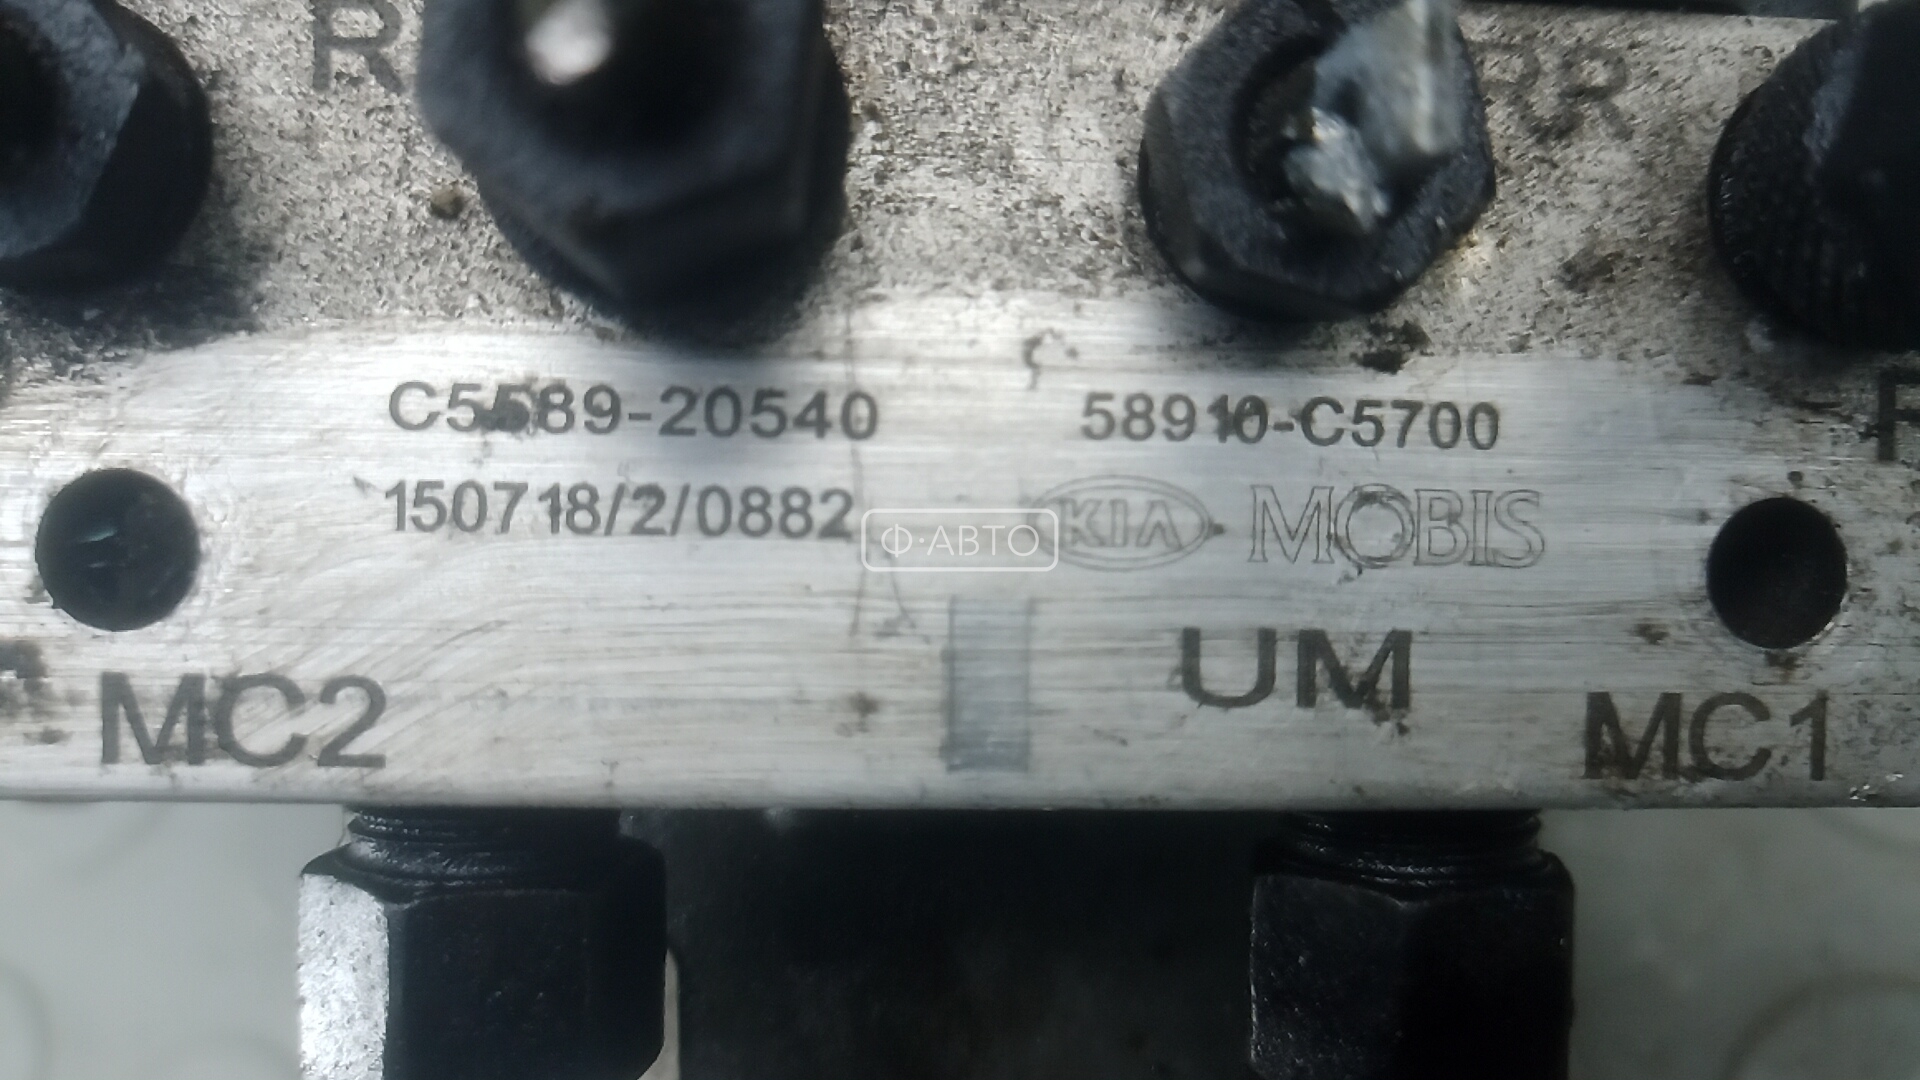 R
RR
C5589-20540 58910-C5700
150718/2/0882 KIA MOBIS
Ф·АВТО
UM
MC2 MC1